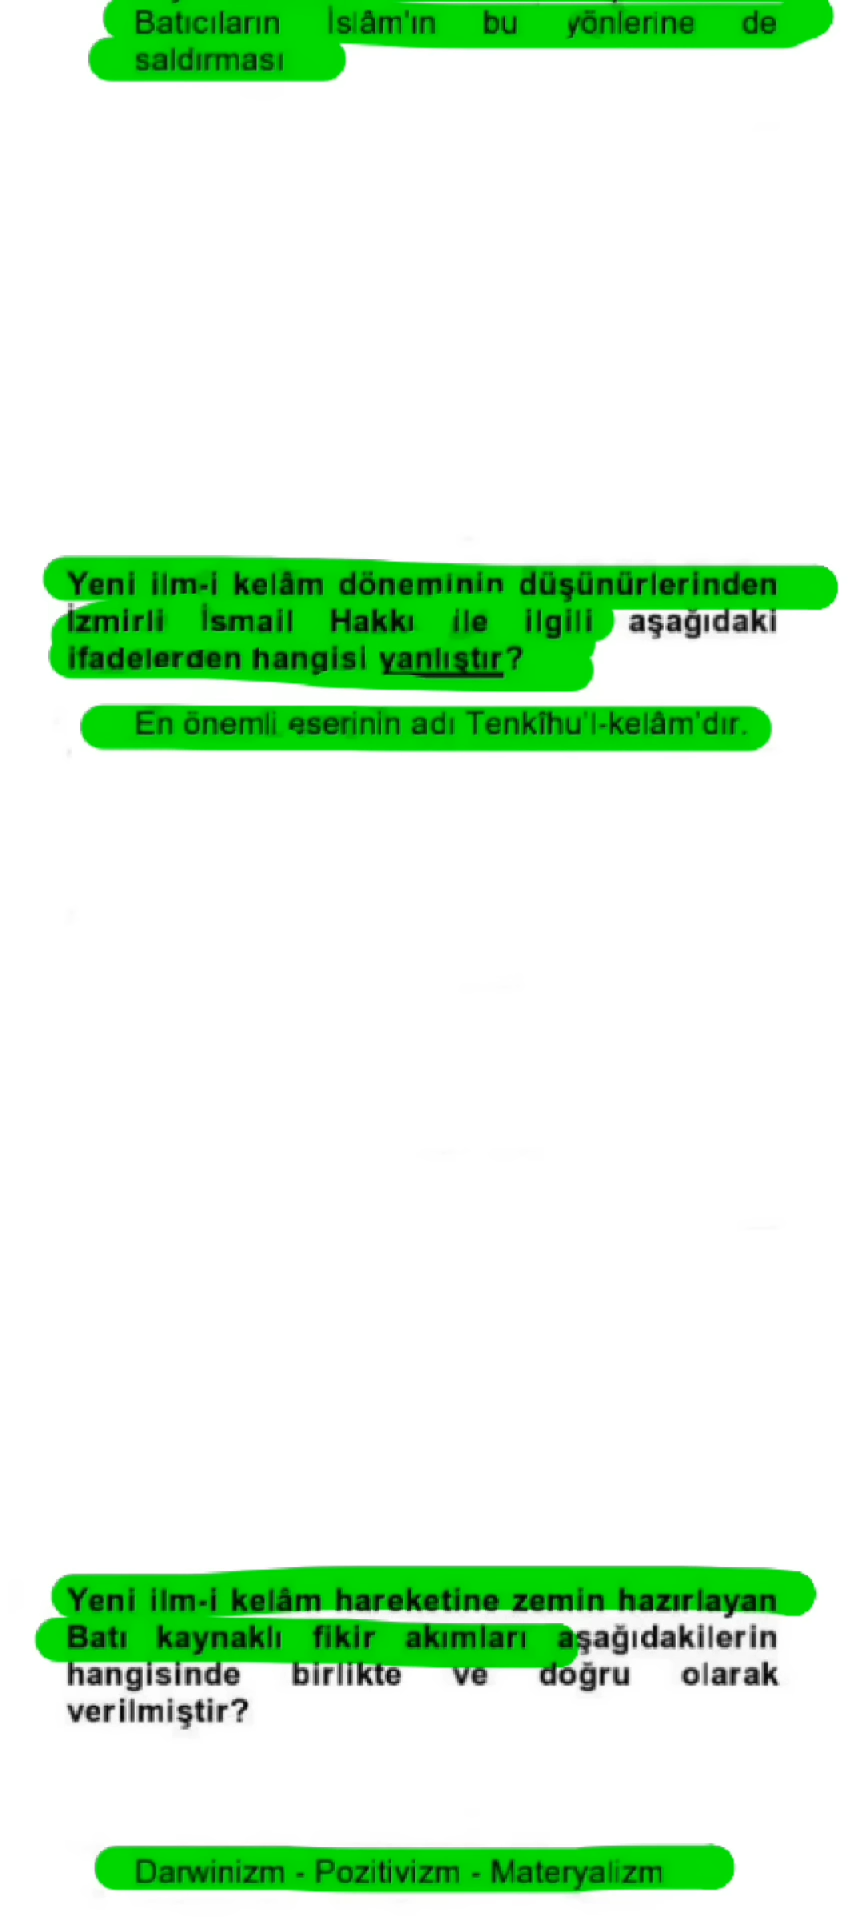 Batıcıların İslâm'ın bu yönlerine de
saldırması
Yeni ilm-i kelâm döneminin düşünürlerinden
İzmirli İsmail Hakkı ile ilgili aşağıdaki
ifadelerden hangisi yanlıştır?
En önemli eserinin adı Tenkîhu'l-kelâm'dır.
Yeni ilm-i kelâm hareketine zemin hazırlayan
Batı kaynaklı fikir akımları aşağıdakilerin
hangisinde birlikte ve doğru olarak
verilmiştir?
Darwinizm - Pozitivizm - Materyalizm